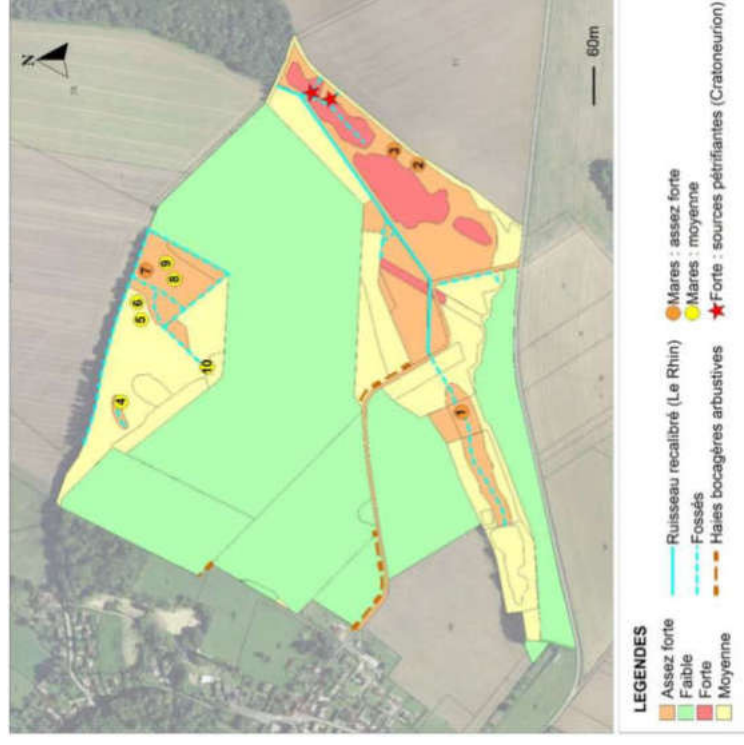 N
60m
1
2
3
4
5
6
7
8
9
10
LEGENDES
Assez forte
Faible
Forte
Moyenne
Ruisseau recalibré (Le Rhin)
Fossés
Haies bocagères arbustives
Mares : assez forte
Mares : moyenne
Forte : sources pétrifiantes (Cratoneurion)